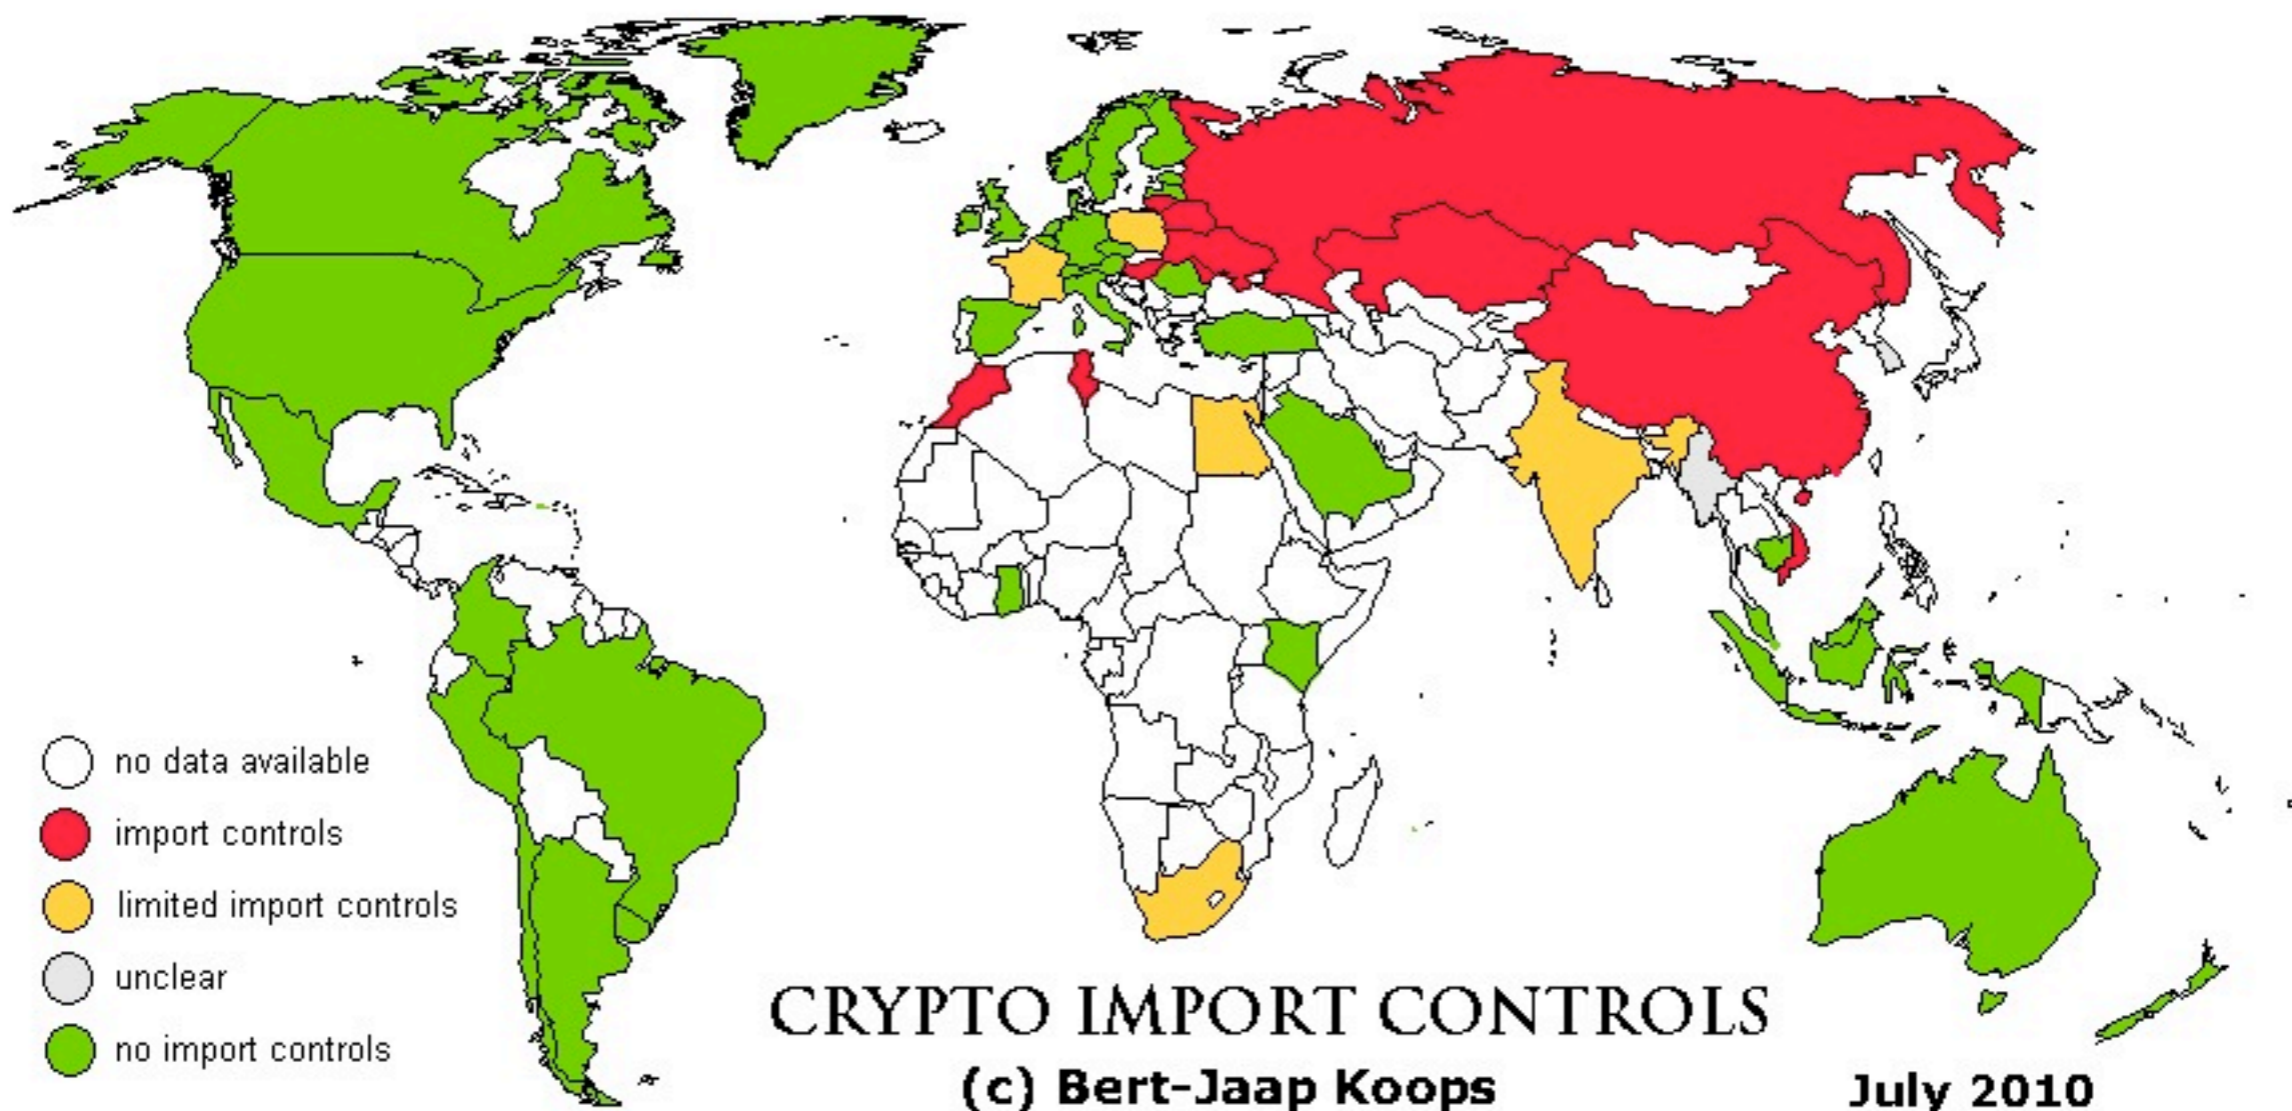 no data available
import controls
limited import controls
unclear
no import controls
CRYPTO IMPORT CONTROLS
(c) Bert-Jaap Koops
July 2010